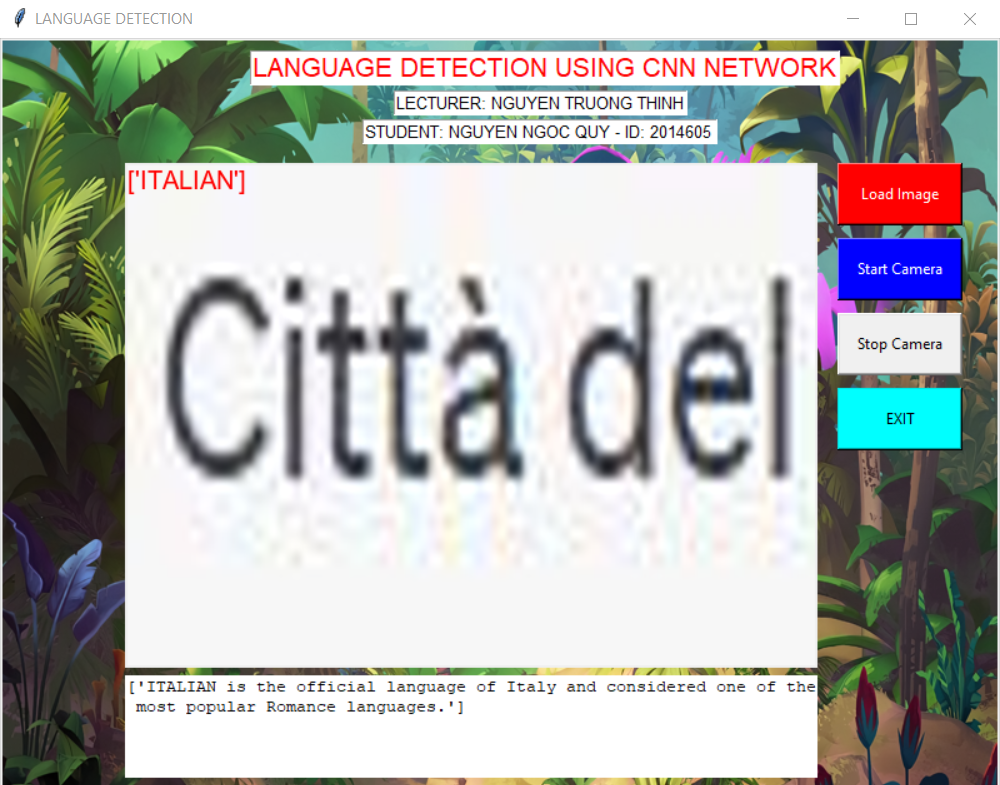 LANGUAGE DETECTION
LANGUAGE DETECTION USING CNN NETWORK
LECTURER: NGUYEN TRUONG THINH
STUDENT: NGUYEN NGOC QUY - ID: 2014605
['ITALIAN']
Città del
Load Image
Start Camera
Stop Camera
EXIT
['ITALIAN is the official language of Italy and considered one of the
most popular Romance languages.']